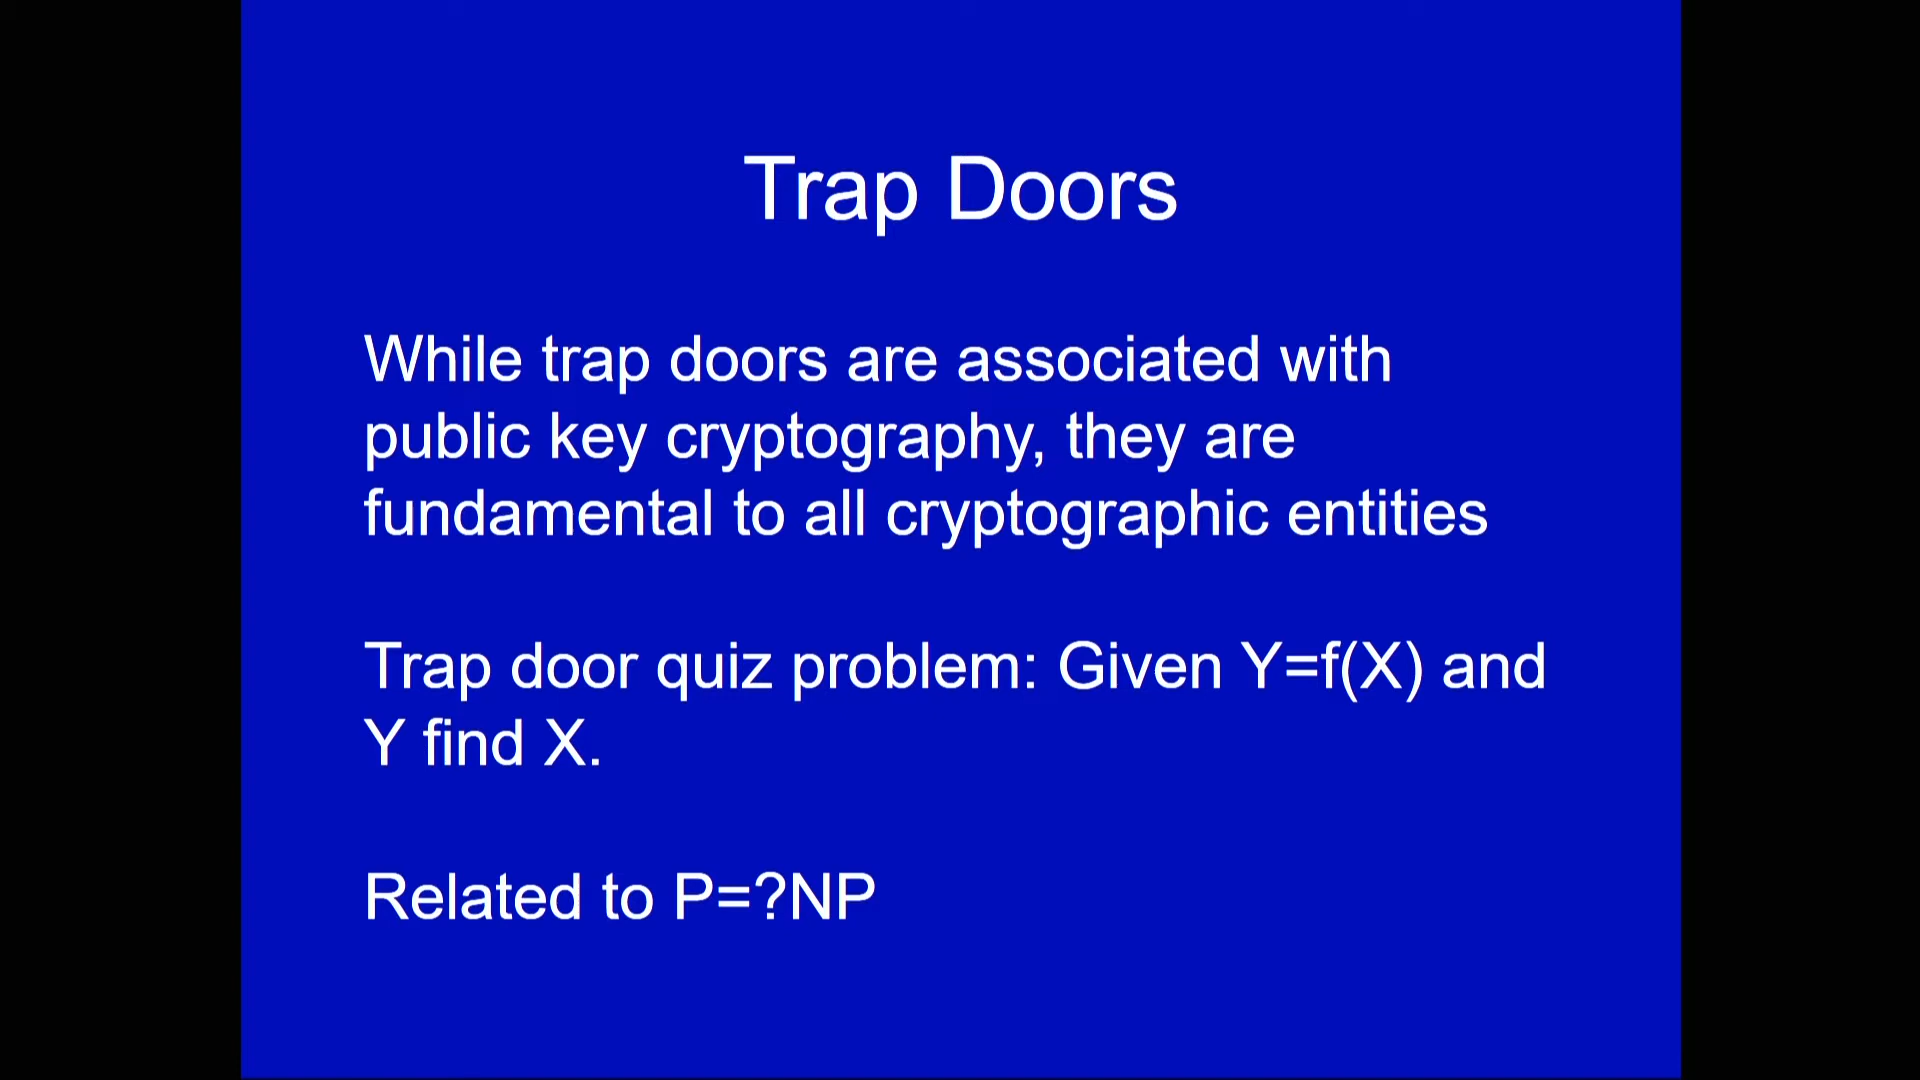 Trap Doors
While trap doors are associated with
public key cryptography, they are
fundamental to all cryptographic entities
Trap door quiz problem: Given Y=f(X) and
Y find X.
Related to P=?NP